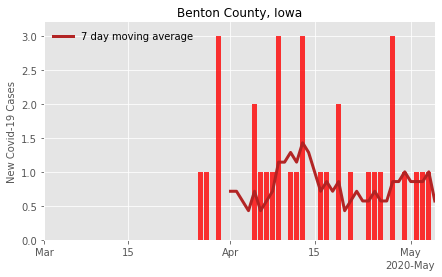 Benton County, Iowa
7 day moving average
New Covid-19 Cases
3.0
2.5
2.0
1.5
1.0
0.5
0.0
Mar 15 Apr 15 May
2020-May